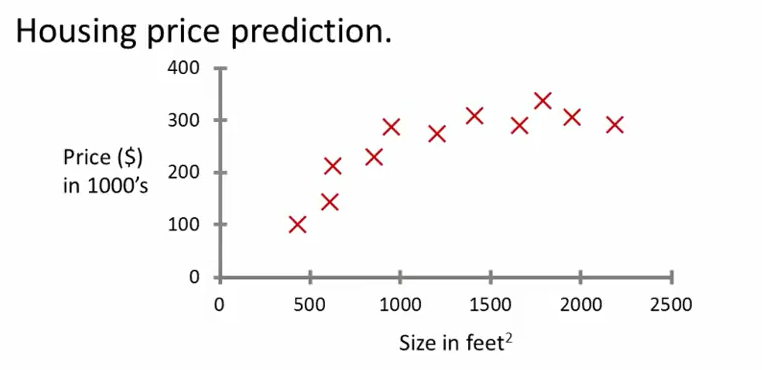 Housing price prediction.
400
300
Price ($)
in 1000's
200
100
0
0 500 1000 1500 2000 2500
Size in feet²